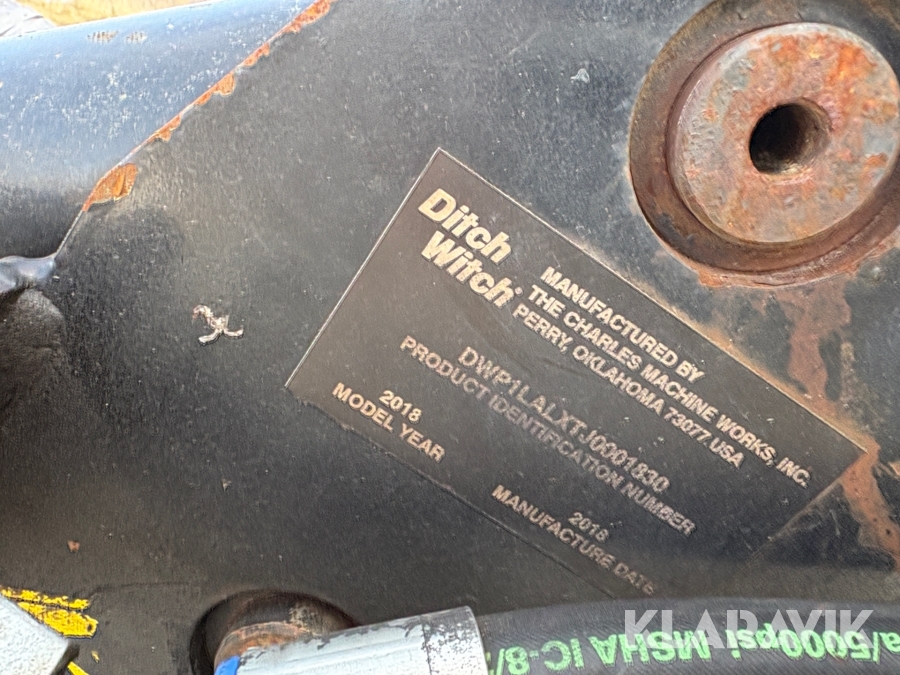 Ditch
Witch®
MANUFACTURED BY
THE CHARLES MACHINE WORKS, INC.
PERRY, OKLAHOMA 73077 USA
DWP1LALXTJ0001830
PRODUCT IDENTIFICATION NUMBER
2018
MODEL YEAR
2018
MANUFACTURE DATE
a/5000psi MSHA IC-8/
KLARAVIK